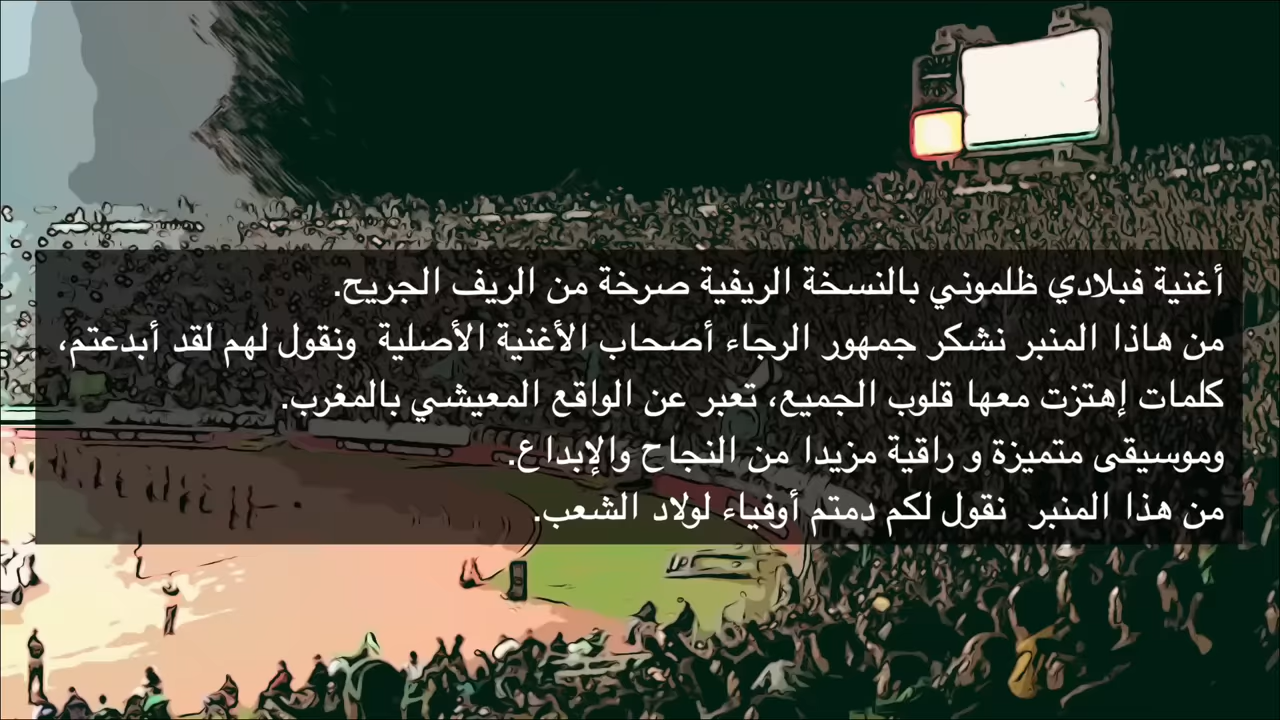 أغنية فبلادي ظلموني بالنسخة الريفية صرخة من الريف الجريح.
من هاذا المنبر نشكر جمهور الرجاء أصحاب الأغنية الأصلية ونقول لهم لقد أبدعتم،
كلمات إهتزت معها قلوب الجميع، تعبر عن الواقع المعيشي بالمغرب.
وموسيقى متميزة و راقية مزيدا من النجاح والإبداع.
من هذا المنبر نقول لكم دمتم أوفياء لولاد الشعب.